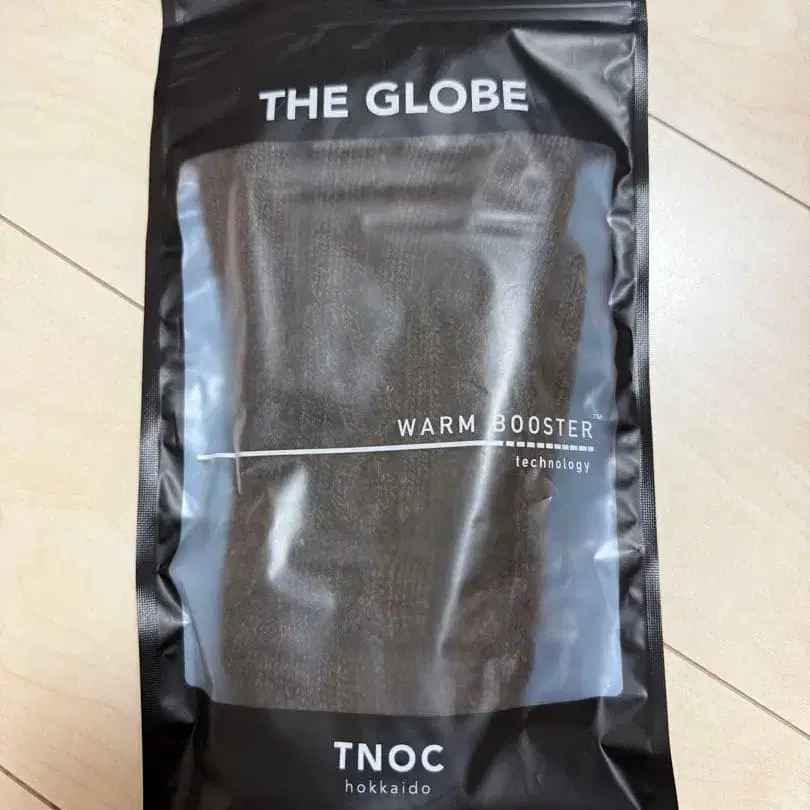 THE GLOBE
WARM BOOSTER™
technology
TNOC
hokkaido